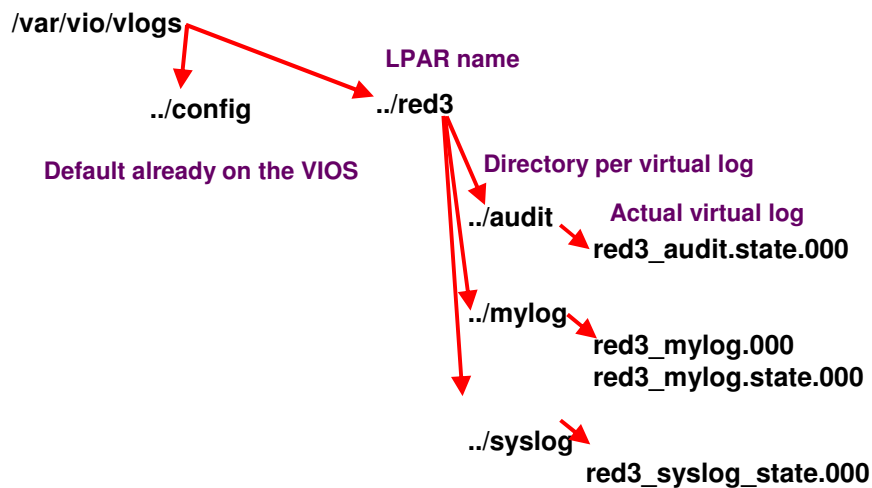 /var/vio/vlogs
LPAR name
../config
../red3
Default already on the VIOS
Directory per virtual log
../audit
Actual virtual log
red3_audit.state.000
../mylog
red3_mylog.000
red3_mylog.state.000
../syslog
red3_syslog_state.000